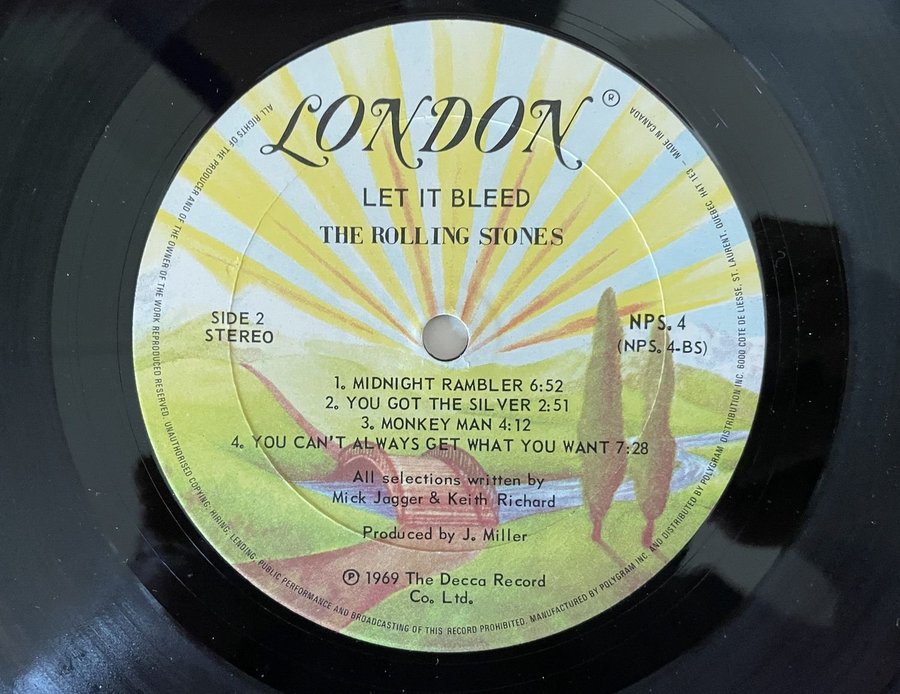 LONDON ®
LET IT BLEED
THE ROLLING STONES
SIDE 2
STEREO
NPS. 4
(NPS. 4-BS)
1. MIDNIGHT RAMBLER 6:52
2. YOU GOT THE SILVER 2:51
3. MONKEY MAN 4:12
4. YOU CAN'T ALWAYS GET WHAT YOU WANT 7:28
All selections written by
Mick Jagger & Keith Richard
Produced by J. Miller
℗ 1969 The Decca Record
Co. Ltd.
ALL RIGHTS OF THE PRODUCER AND OF THE OWNER OF THE WORK REPRODUCED RESERVED. UNAUTHORISED COPYING, HIRING, LENDING, PUBLIC PERFORMANCE AND BROADCASTING OF THIS RECORD PROHIBITED. MANUFACTURED BY POLYGRAM INC. AND DISTRIBUTED BY POLYGRAM DISTRIBUTION INC. 6000 COTE DE LIESSE, ST. LAURENT, QUEBEC H4T 1E3 – MADE IN CANADA